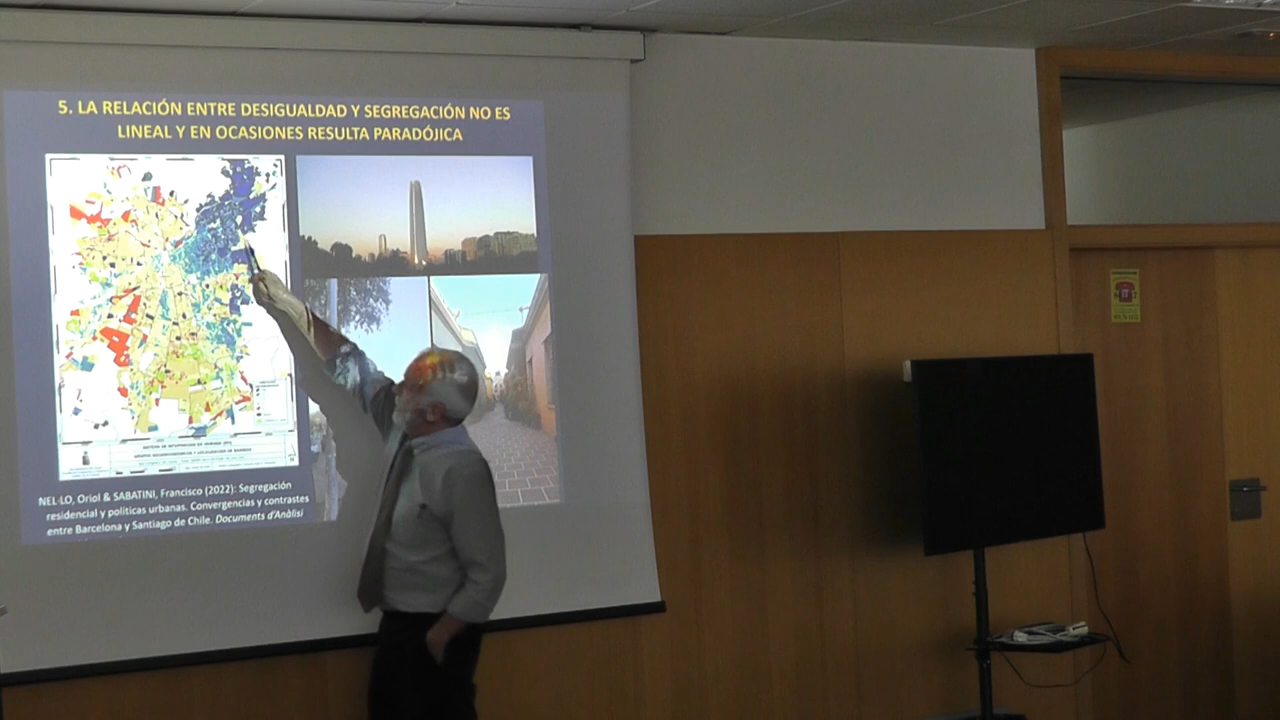 5. LA RELACIÓN ENTRE DESIGUALDAD Y SEGREGACIÓN NO ES
LINEAL Y EN OCASIONES RESULTA PARADÓJICA
NEL·LO, Oriol & SABATINI, Francisco (2022): Segregación
residencial y políticas urbanas. Convergencias y contrastes
entre Barcelona y Santiago de Chile. Documents d'Anàlisi